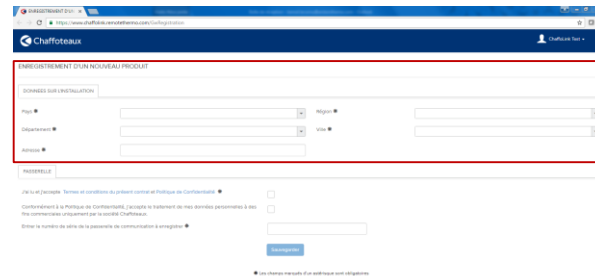 ENREGISTREMENT D'UN
https://www.chaffolink.remotethermo.com/GwRegistration
Chaffoteaux
ChaffoLink Test
ENREGISTREMENT D'UN NOUVEAU PRODUIT
DONNÉES SUR L'INSTALLATION
Pays * Région *
Département * Ville *
Adresse *
PASSERELLE
J'ai lu et j'accepte Termes et conditions du présent contrat et Politique de Confidentialité *
Conformément à la Politique de Confidentialité, j'accepte le traitement de mes données personnelles à des
fins commerciales uniquement par la société Chaffoteaux.
Entrer le numéro de série de la passerelle de communication à enregistrer *
Sauvegarder
* Les champs marqués d'un astérisque sont obligatoires